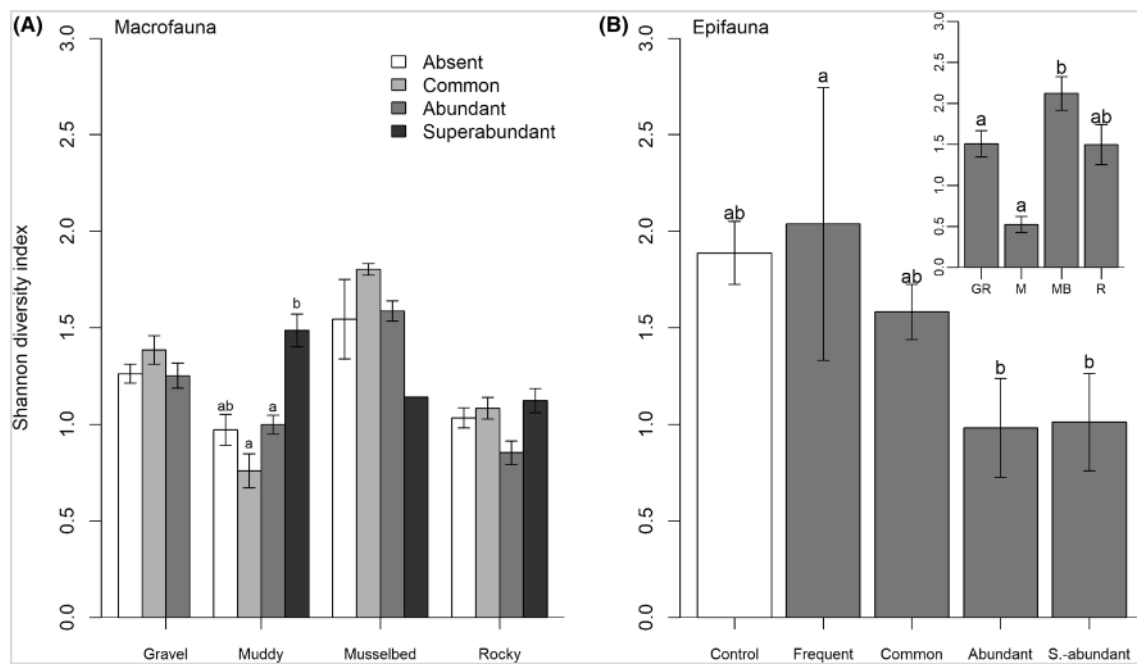 (A)
Macrofauna
Absent
Common
Abundant
Superabundant
Shannon diversity index
3.0
2.5
2.0
1.5
1.0
0.5
0.0
ab
a
a
b
Gravel
Muddy
Musselbed
Rocky
(B)
Epifauna
3.0
2.5
2.0
1.5
1.0
0.5
0.0
ab
a
ab
b
b
Control
Frequent
Common
Abundant
S.-abundant
3.0
2.5
2.0
1.5
1.0
0.5
0.0
a
a
b
ab
GR
M
MB
R